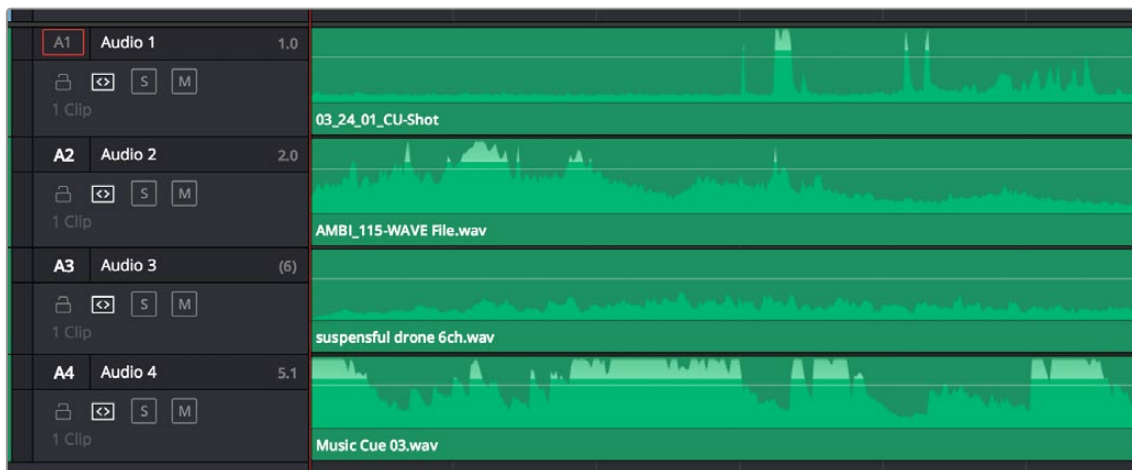 A1 Audio 1 1.0
S M
1 Clip
03_24_01_CU-Shot
A2 Audio 2 2.0
S M
1 Clip
AMBI_115-WAVE File.wav
A3 Audio 3 (6)
S M
1 Clip
suspensful drone 6ch.wav
A4 Audio 4 5.1
S M
1 Clip
Music Cue 03.wav